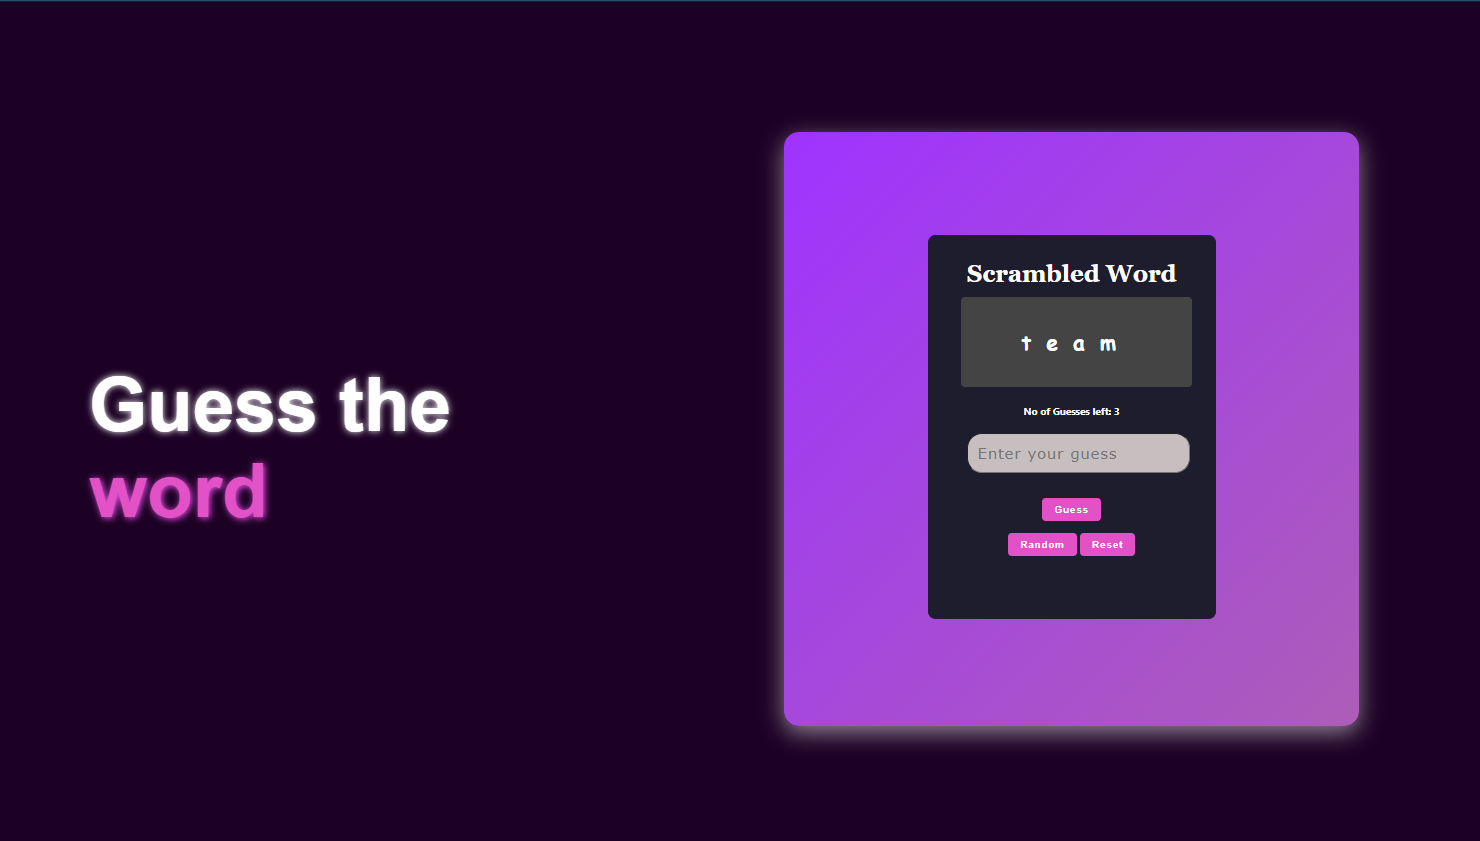 Guess the
word
Scrambled Word
t e a m
No of Guesses left: 3
Enter your guess
Guess
Random Reset